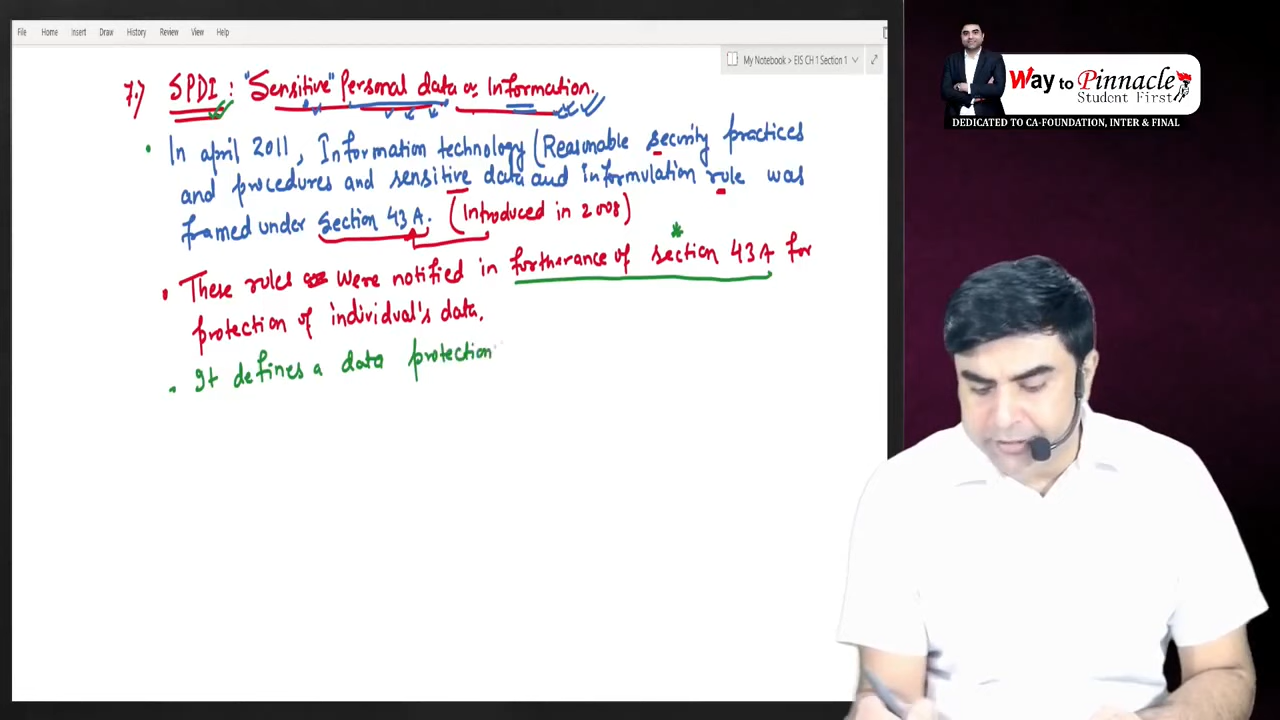 File Home Insert Draw History Review View Help
My Notebook > EIS CH 1 Section 1
Way to Pinnacle
Student First
DEDICATED TO CA-FOUNDATION, INTER & FINAL
7.) SPDI : "Sensitive" Personal data or Information.
• In april 2011, Information technology (Reasonable security practices
and procedures and sensitive data and informulation rule was
framed under Section 43A. (Introduced in 2008)
• These rules were notified in fortherance of section 43A for
protection of individual's data.
• It defines a data protection